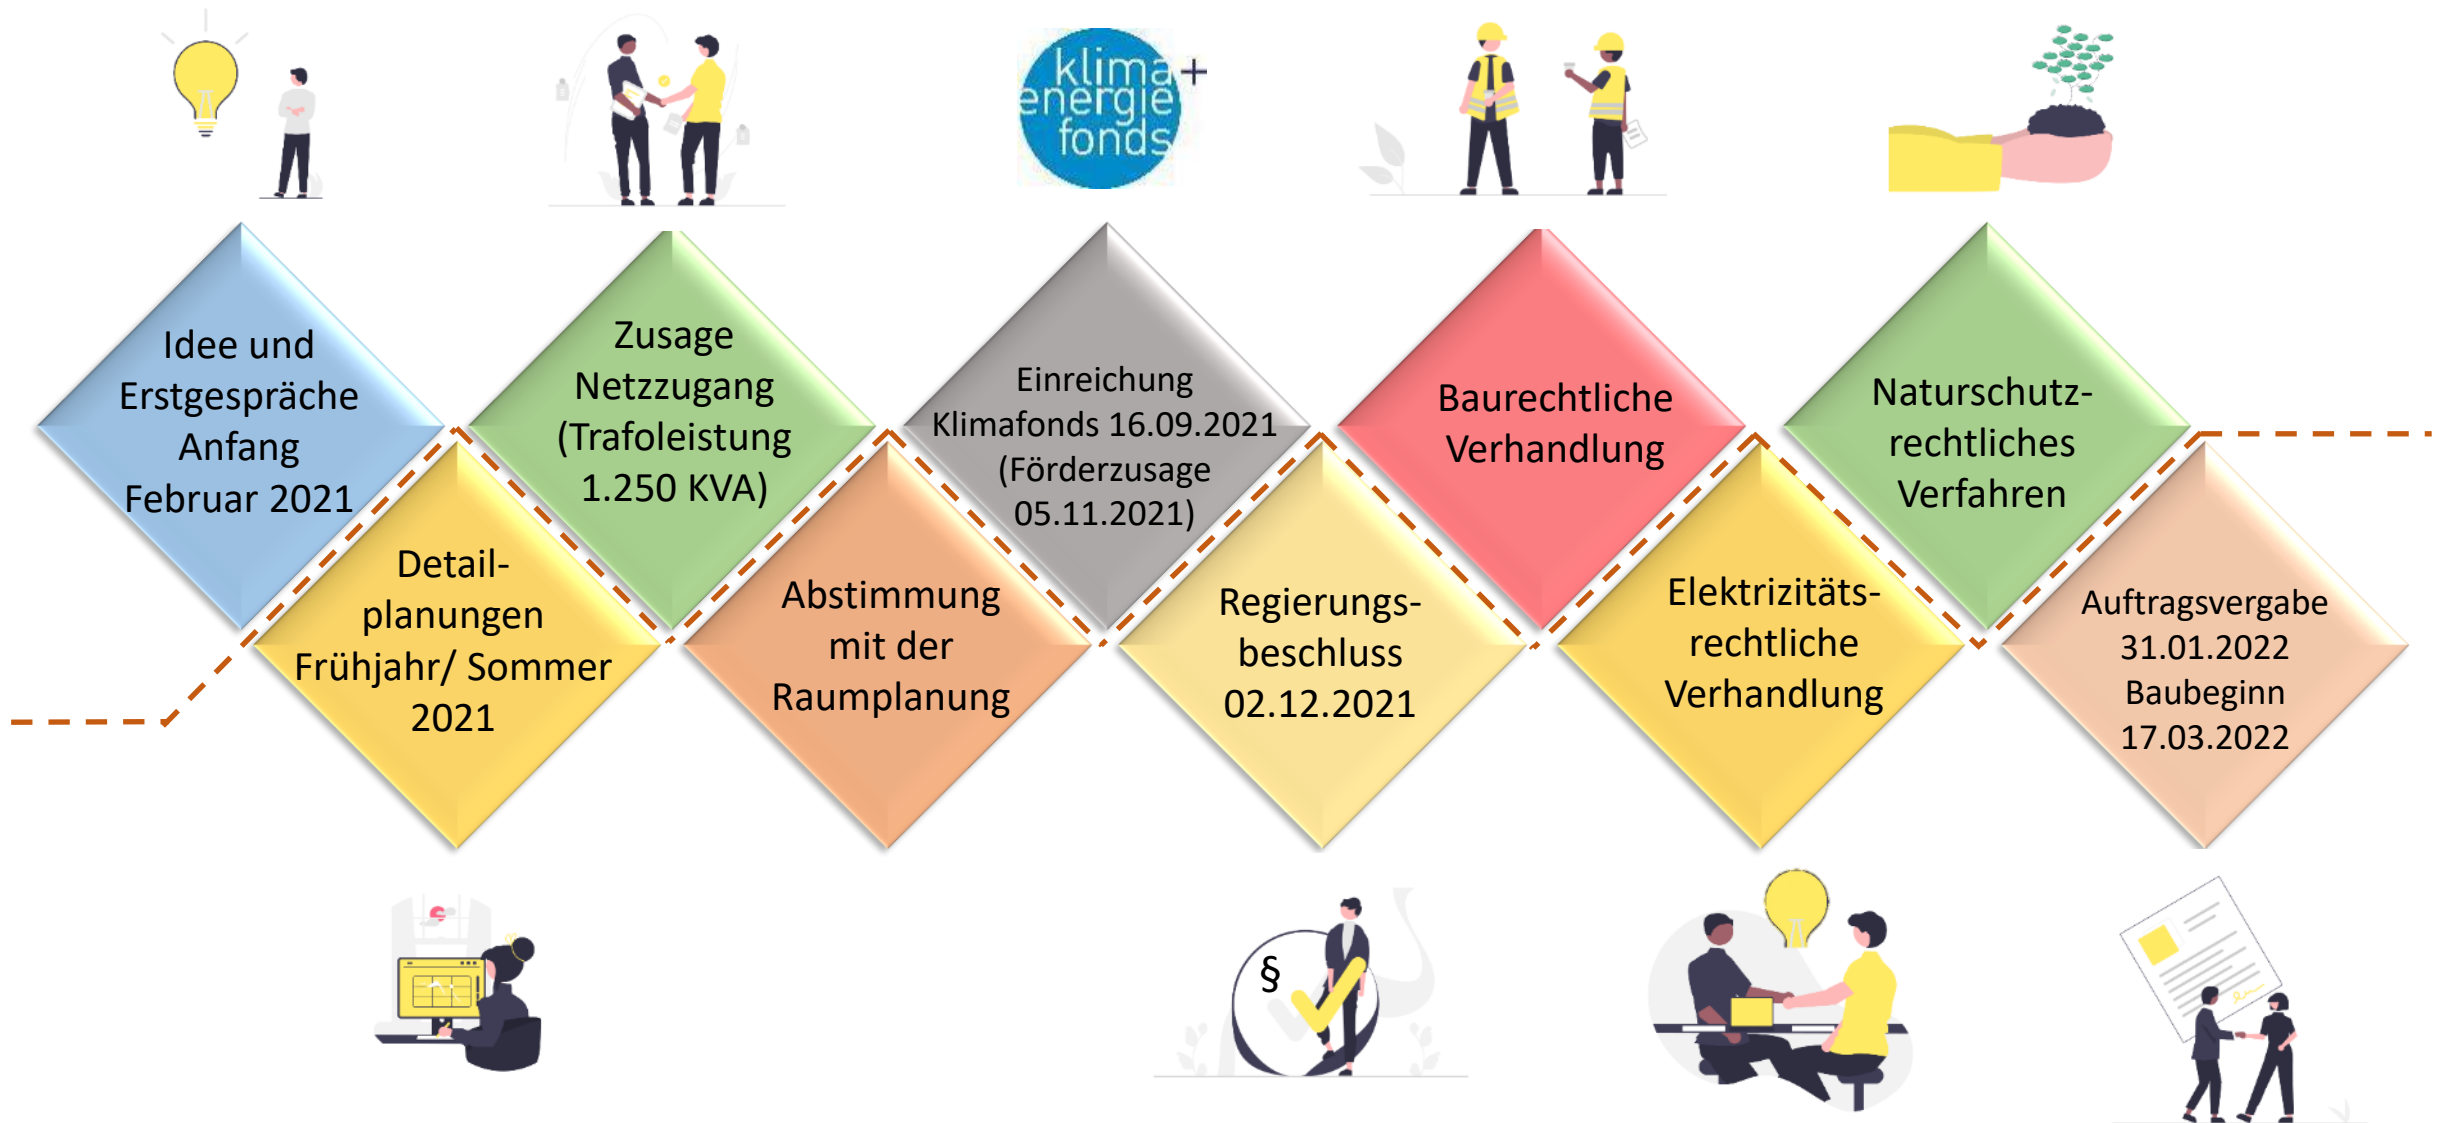 klima+
energie
fonds
Idee und
Erstgespräche
Anfang
Februar 2021
Detail-
planungen
Frühjahr/ Sommer
2021
Zusage
Netzzugang
(Trafoleistung
1.250 KVA)
Abstimmung
mit der
Raumplanung
Einreichung
Klimafonds 16.09.2021
(Förderzusage
05.11.2021)
Regierungs-
beschluss
02.12.2021
Baurechtliche
Verhandlung
Elektrizitäts-
rechtliche
Verhandlung
Naturschutz-
rechtliches
Verfahren
Auftragsvergabe
31.01.2022
Baubeginn
17.03.2022
§